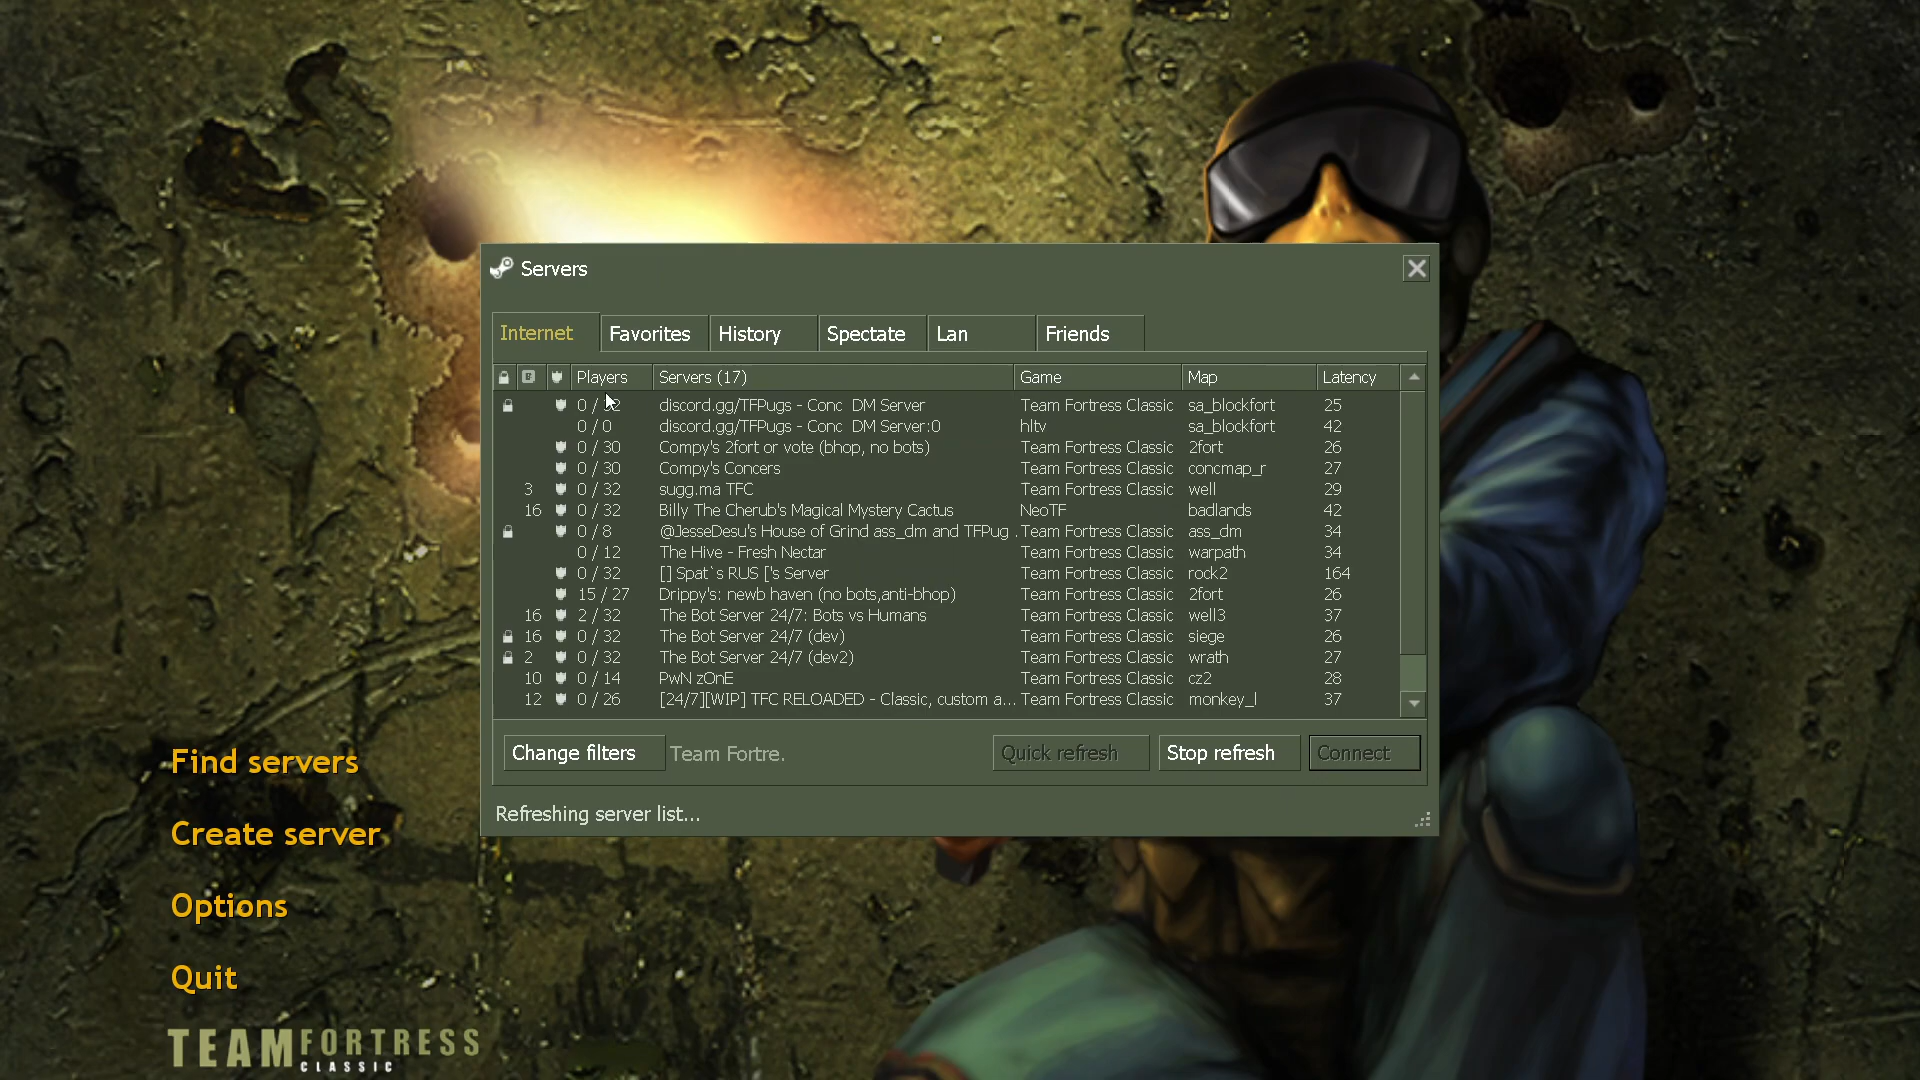 Servers
Internet Favorites History Spectate Lan Friends
Players Servers (17) Game Map Latency
0 / 32 discord.gg/TFPugs - Conc DM Server Team Fortress Classic sa_blockfort 25
0 / 0 discord.gg/TFPugs - Conc DM Server:0 hltv sa_blockfort 42
0 / 30 Compy's 2fort or vote (bhop, no bots) Team Fortress Classic 2fort 26
0 / 30 Compy's Concers Team Fortress Classic concmap_r 27
3 0 / 32 sugg.ma TFC Team Fortress Classic well 29
16 0 / 32 Billy The Cherub's Magical Mystery Cactus NeoTF badlands 42
0 / 8 @JesseDesu's House of Grind ass_dm and TFPug . Team Fortress Classic ass_dm 34
0 / 12 The Hive - Fresh Nectar Team Fortress Classic warpath 34
0 / 32 [] Spat`s RUS ['s Server Team Fortress Classic rock2 164
15 / 27 Drippy's: newb haven (no bots,anti-bhop) Team Fortress Classic 2fort 26
16 2 / 32 The Bot Server 24/7: Bots vs Humans Team Fortress Classic well3 37
16 0 / 32 The Bot Server 24/7 (dev) Team Fortress Classic siege 26
2 0 / 32 The Bot Server 24/7 (dev2) Team Fortress Classic wrath 27
10 0 / 14 PwN zOnE Team Fortress Classic cz2 28
12 0 / 26 [24/7][WIP] TFC RELOADED - Classic, custom a... Team Fortress Classic monkey_l 37
Change filters Team Fortre. Quick refresh Stop refresh Connect
Refreshing server list...
Find servers
Create server
Options
Quit
TEAM FORTRESS
CLASSIC